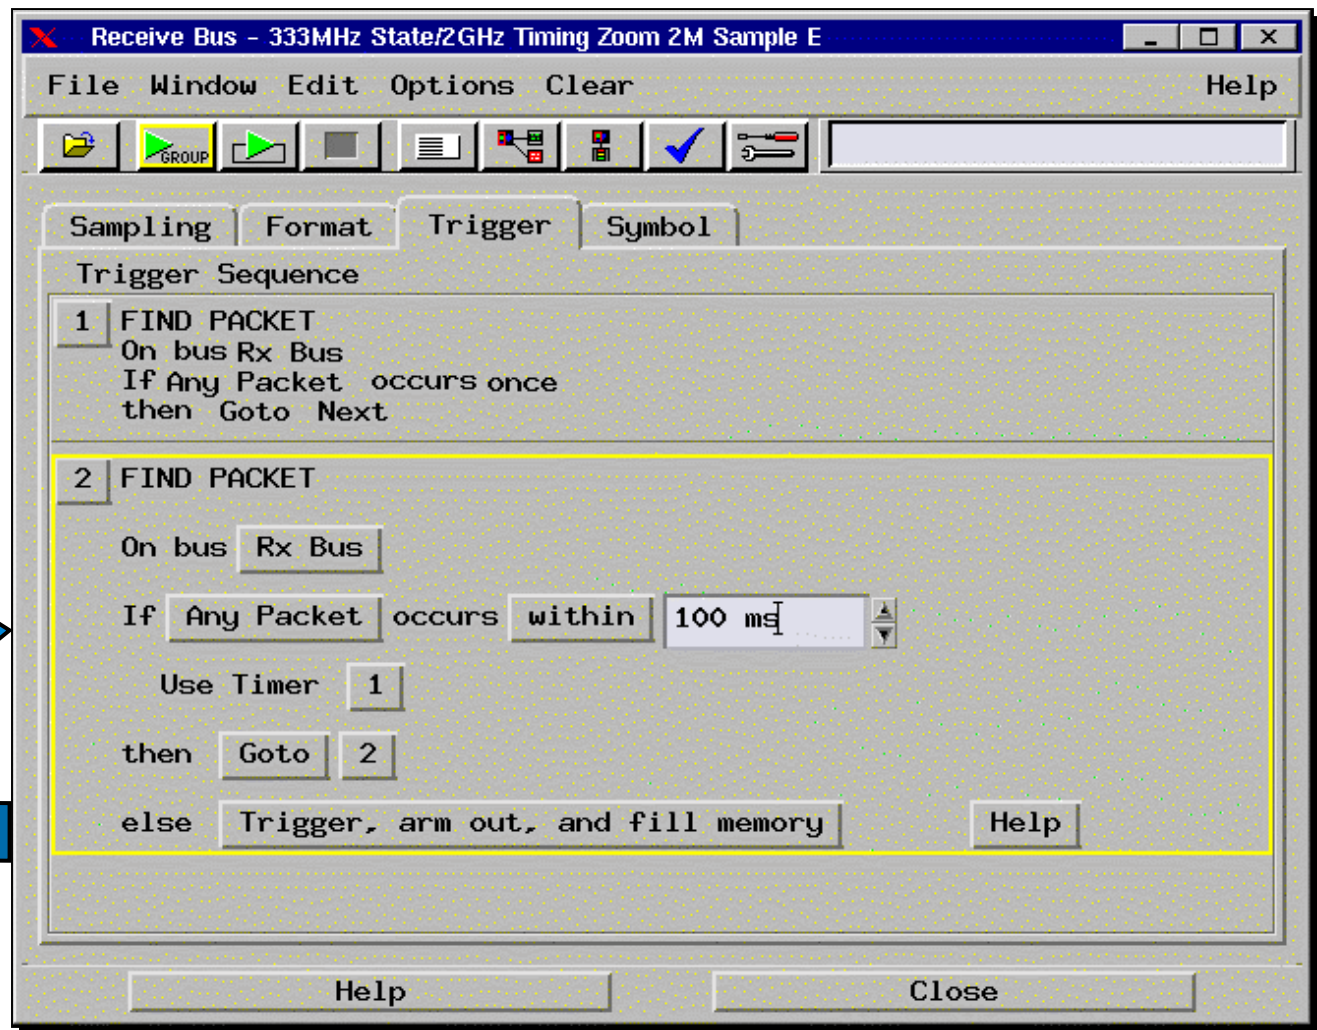 Receive Bus - 333MHz State/2GHz Timing Zoom 2M Sample E
File Window Edit Options Clear Help
GROUP
Sampling Format Trigger Symbol
Trigger Sequence
1 FIND PACKET
On bus Rx Bus
If Any Packet occurs once
then Goto Next
2 FIND PACKET
On bus Rx Bus
If Any Packet occurs within 100 ms
Use Timer 1
then Goto 2
else Trigger, arm out, and fill memory Help
Help Close